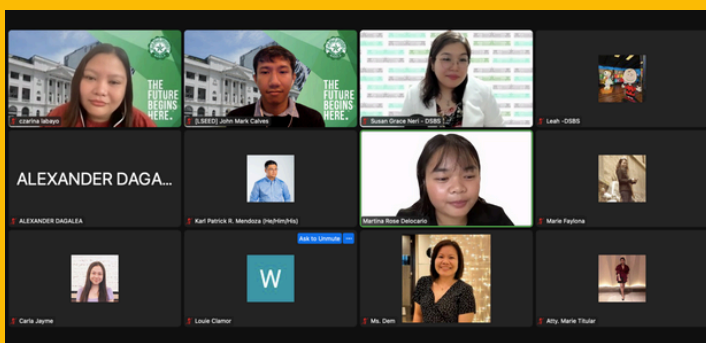 THE
FUTURE
BEGINS
HERE.
czarina labayo
THE
FUTURE
BEGINS
HERE.
[LSEED] John Mark Calves
Susan Grace Neri - DSBS
Leah -DSBS
ALEXANDER DAGA...
ALEXANDER DAGALEA
Karl Patrick R. Mendoza (He/Him/His)
Martina Rose Delocario
Marie Faylona
Carla Jayme
Ask to Unmute
W
Louie Clamor
Ms. Dem
Atty. Marie Titular